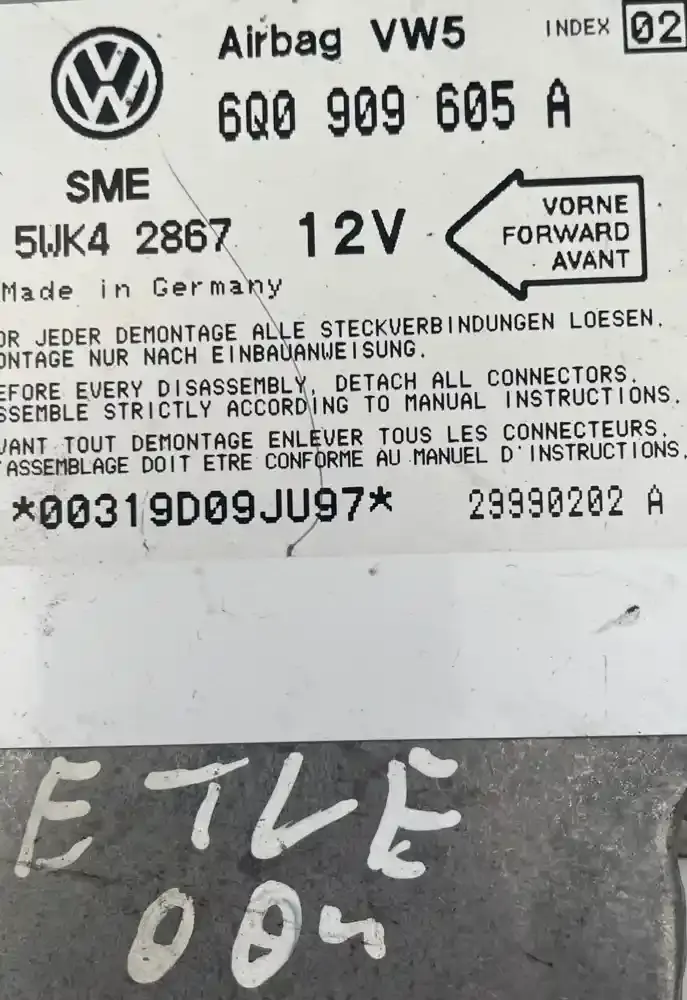 Airbag VW5 INDEX 02
6Q0 909 605 A
SME
5WK4 2867 12V
VORNE
FORWARD
AVANT
Made in Germany
OR JEDER DEMONTAGE ALLE STECKVERBINDUNGEN LOESEN.
ONTAGE NUR NACH EINBAUANWEISUNG.
EFORE EVERY DISASSEMBLY, DETACH ALL CONNECTORS.
SSEMBLE STRICTLY ACCORDING TO MANUAL INSTRUCTIONS.
VANT TOUT DEMONTAGE ENLEVER TOUS LES CONNECTEURS.
'ASSEMBLAGE DOIT ETRE CONFORME AU MANUEL D'INSTRUCTIONS.
*00319D09JU97* 29990202 A
ETLE